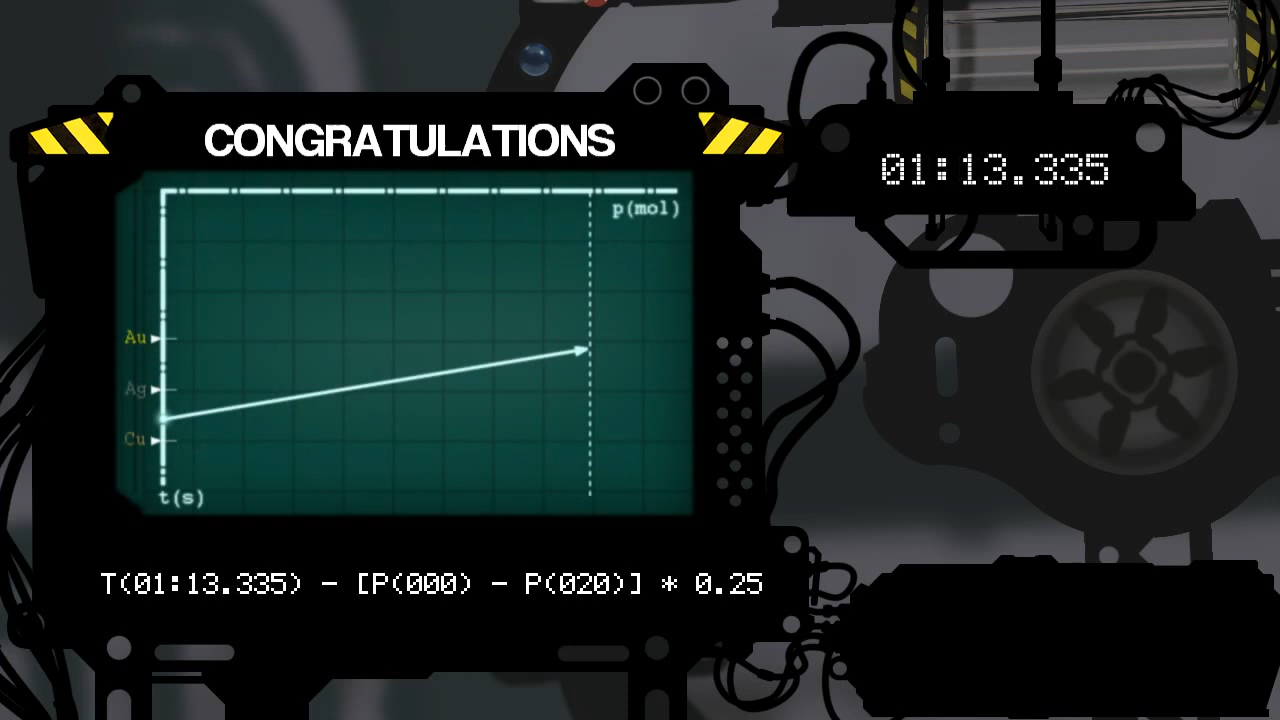 CONGRATULATIONS
01:13.335
p(mol)
Au
Ag
Cu
t(s)
T(01:13.335) - [P(000) - P(020)] * 0.25